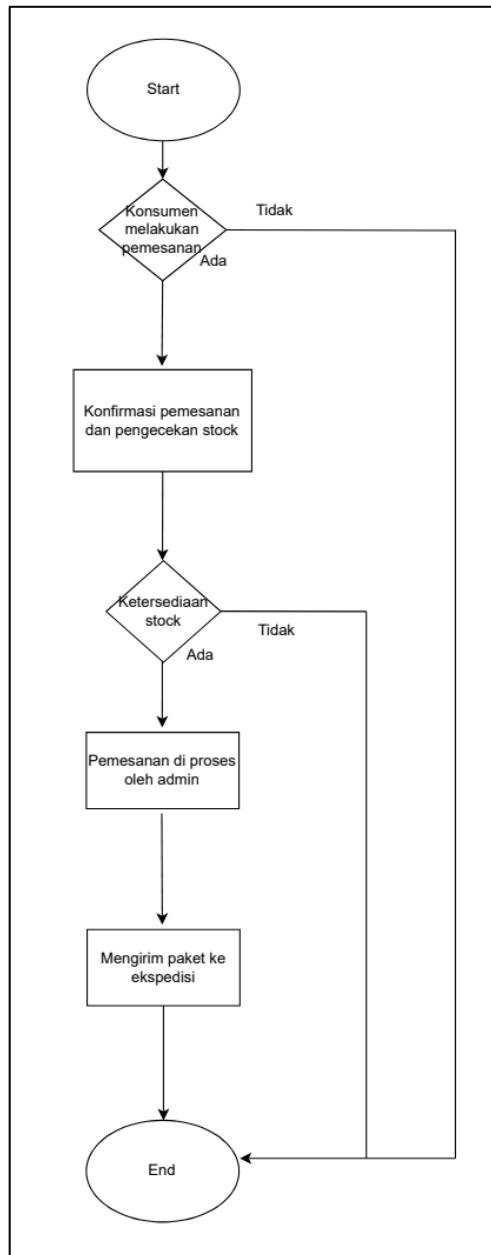 Start
Konsumen
melakukan
pemesanan
Tidak
Ada
Konfirmasi pemesanan
dan pengecekan stock
Ketersediaan
stock
Tidak
Ada
Pemesanan di proses
oleh admin
Mengirim paket ke
ekspedisi
End